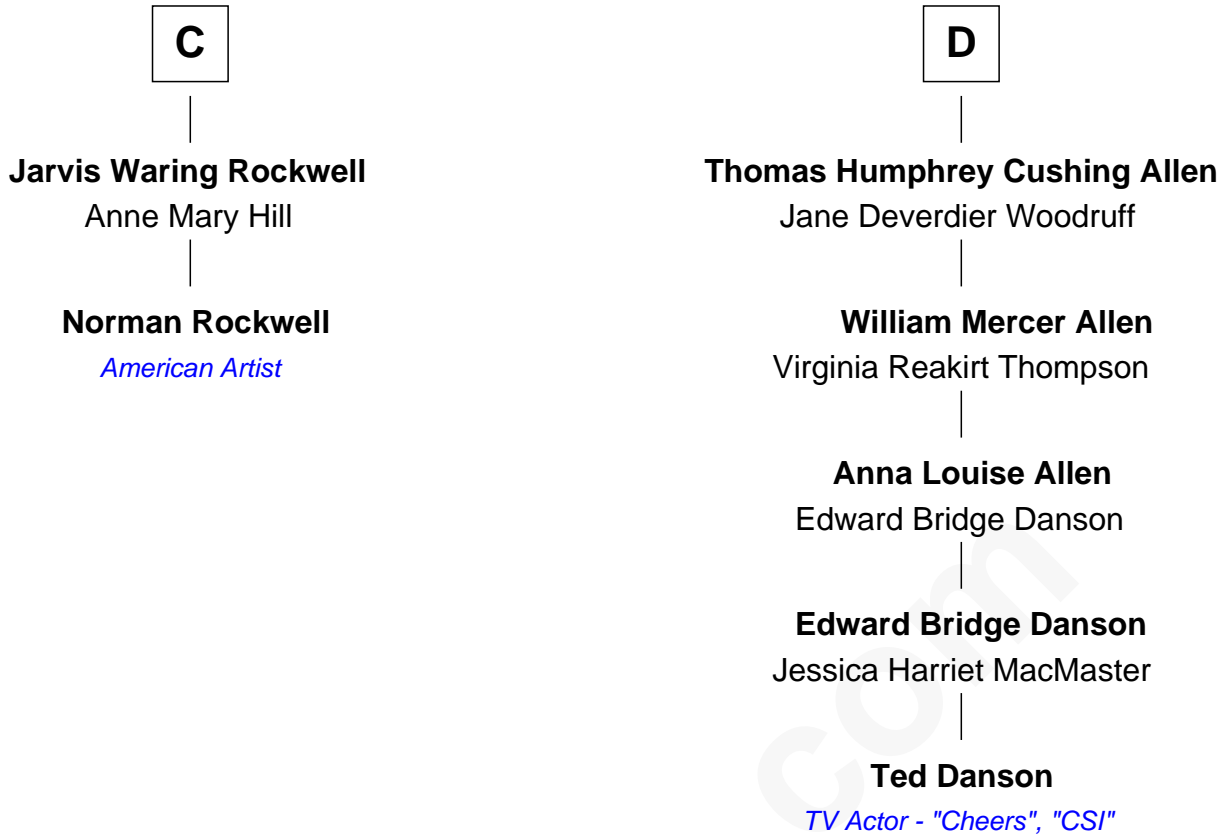 C
Jarvis Waring Rockwell
Anne Mary Hill
Norman Rockwell
American Artist
D
Thomas Humphrey Cushing Allen
Jane Deverdier Woodruff
William Mercer Allen
Virginia Reakirt Thompson
Anna Louise Allen
Edward Bridge Danson
Edward Bridge Danson
Jessica Harriet MacMaster
Ted Danson
TV Actor - "Cheers", "CSI"
com